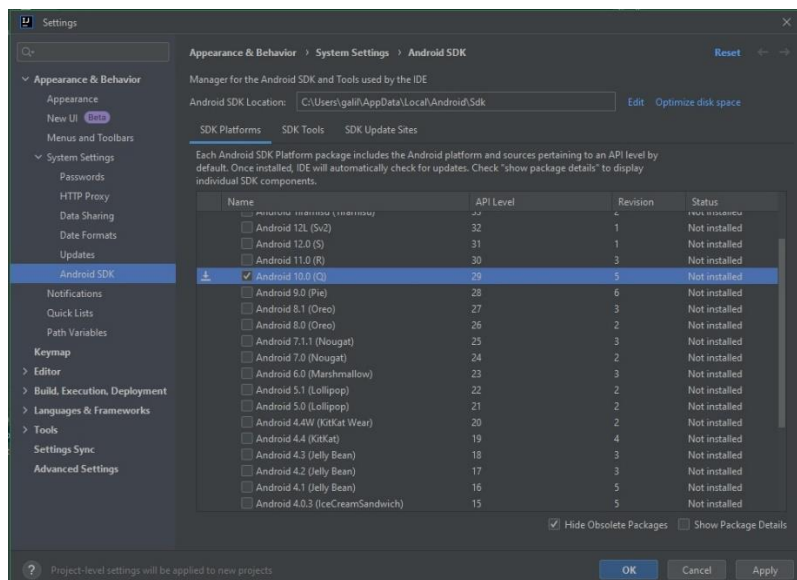 Settings
Appearance & Behavior
Appearance
New UI Beta
Menus and Toolbars
System Settings
Passwords
HTTP Proxy
Data Sharing
Date Formats
Updates
Android SDK
Notifications
Quick Lists
Path Variables
Keymap
Editor
Build, Execution, Deployment
Languages & Frameworks
Tools
Settings Sync
Advanced Settings
Appearance & Behavior › System Settings › Android SDK Reset
Manager for the Android SDK and Tools used by the IDE
Android SDK Location: C:\Users\galil\AppData\Local\Android\Sdk Edit Optimize disk space
SDK Platforms SDK Tools SDK Update Sites
Each Android SDK Platform package includes the Android platform and sources pertaining to an API level by
default. Once installed, IDE will automatically check for updates. Check "show package details" to display
individual SDK components.
Name API Level Revision Status
Android Tiramisu (Tiramisu) 33 2 Not installed
Android 12L (Sv2) 32 1 Not installed
Android 12.0 (S) 31 1 Not installed
Android 11.0 (R) 30 3 Not installed
Android 10.0 (Q) 29 5 Not installed
Android 9.0 (Pie) 28 6 Not installed
Android 8.1 (Oreo) 27 3 Not installed
Android 8.0 (Oreo) 26 2 Not installed
Android 7.1.1 (Nougat) 25 3 Not installed
Android 7.0 (Nougat) 24 2 Not installed
Android 6.0 (Marshmallow) 23 3 Not installed
Android 5.1 (Lollipop) 22 2 Not installed
Android 5.0 (Lollipop) 21 2 Not installed
Android 4.4W (KitKat Wear) 20 2 Not installed
Android 4.4 (KitKat) 19 4 Not installed
Android 4.3 (Jelly Bean) 18 3 Not installed
Android 4.2 (Jelly Bean) 17 3 Not installed
Android 4.1 (Jelly Bean) 16 5 Not installed
Android 4.0.3 (IceCreamSandwich) 15 5 Not installed
Hide Obsolete Packages Show Package Details
? Project-level settings will be applied to new projects
OK Cancel Apply